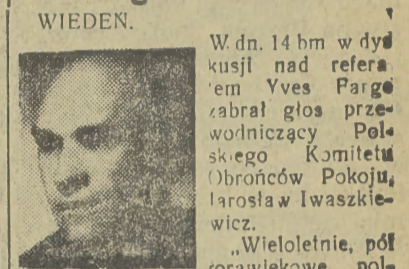 WIEDEŃ.
W. dn. 14 bm w dys
kusji nad refera
em Yves Farge
zabrał głos prze-
wodniczący Pol-
skiego Komitetu
Obrońców Pokoju,
Jarosław Iwaszkie-
wicz.
„Wieloletnie, pół